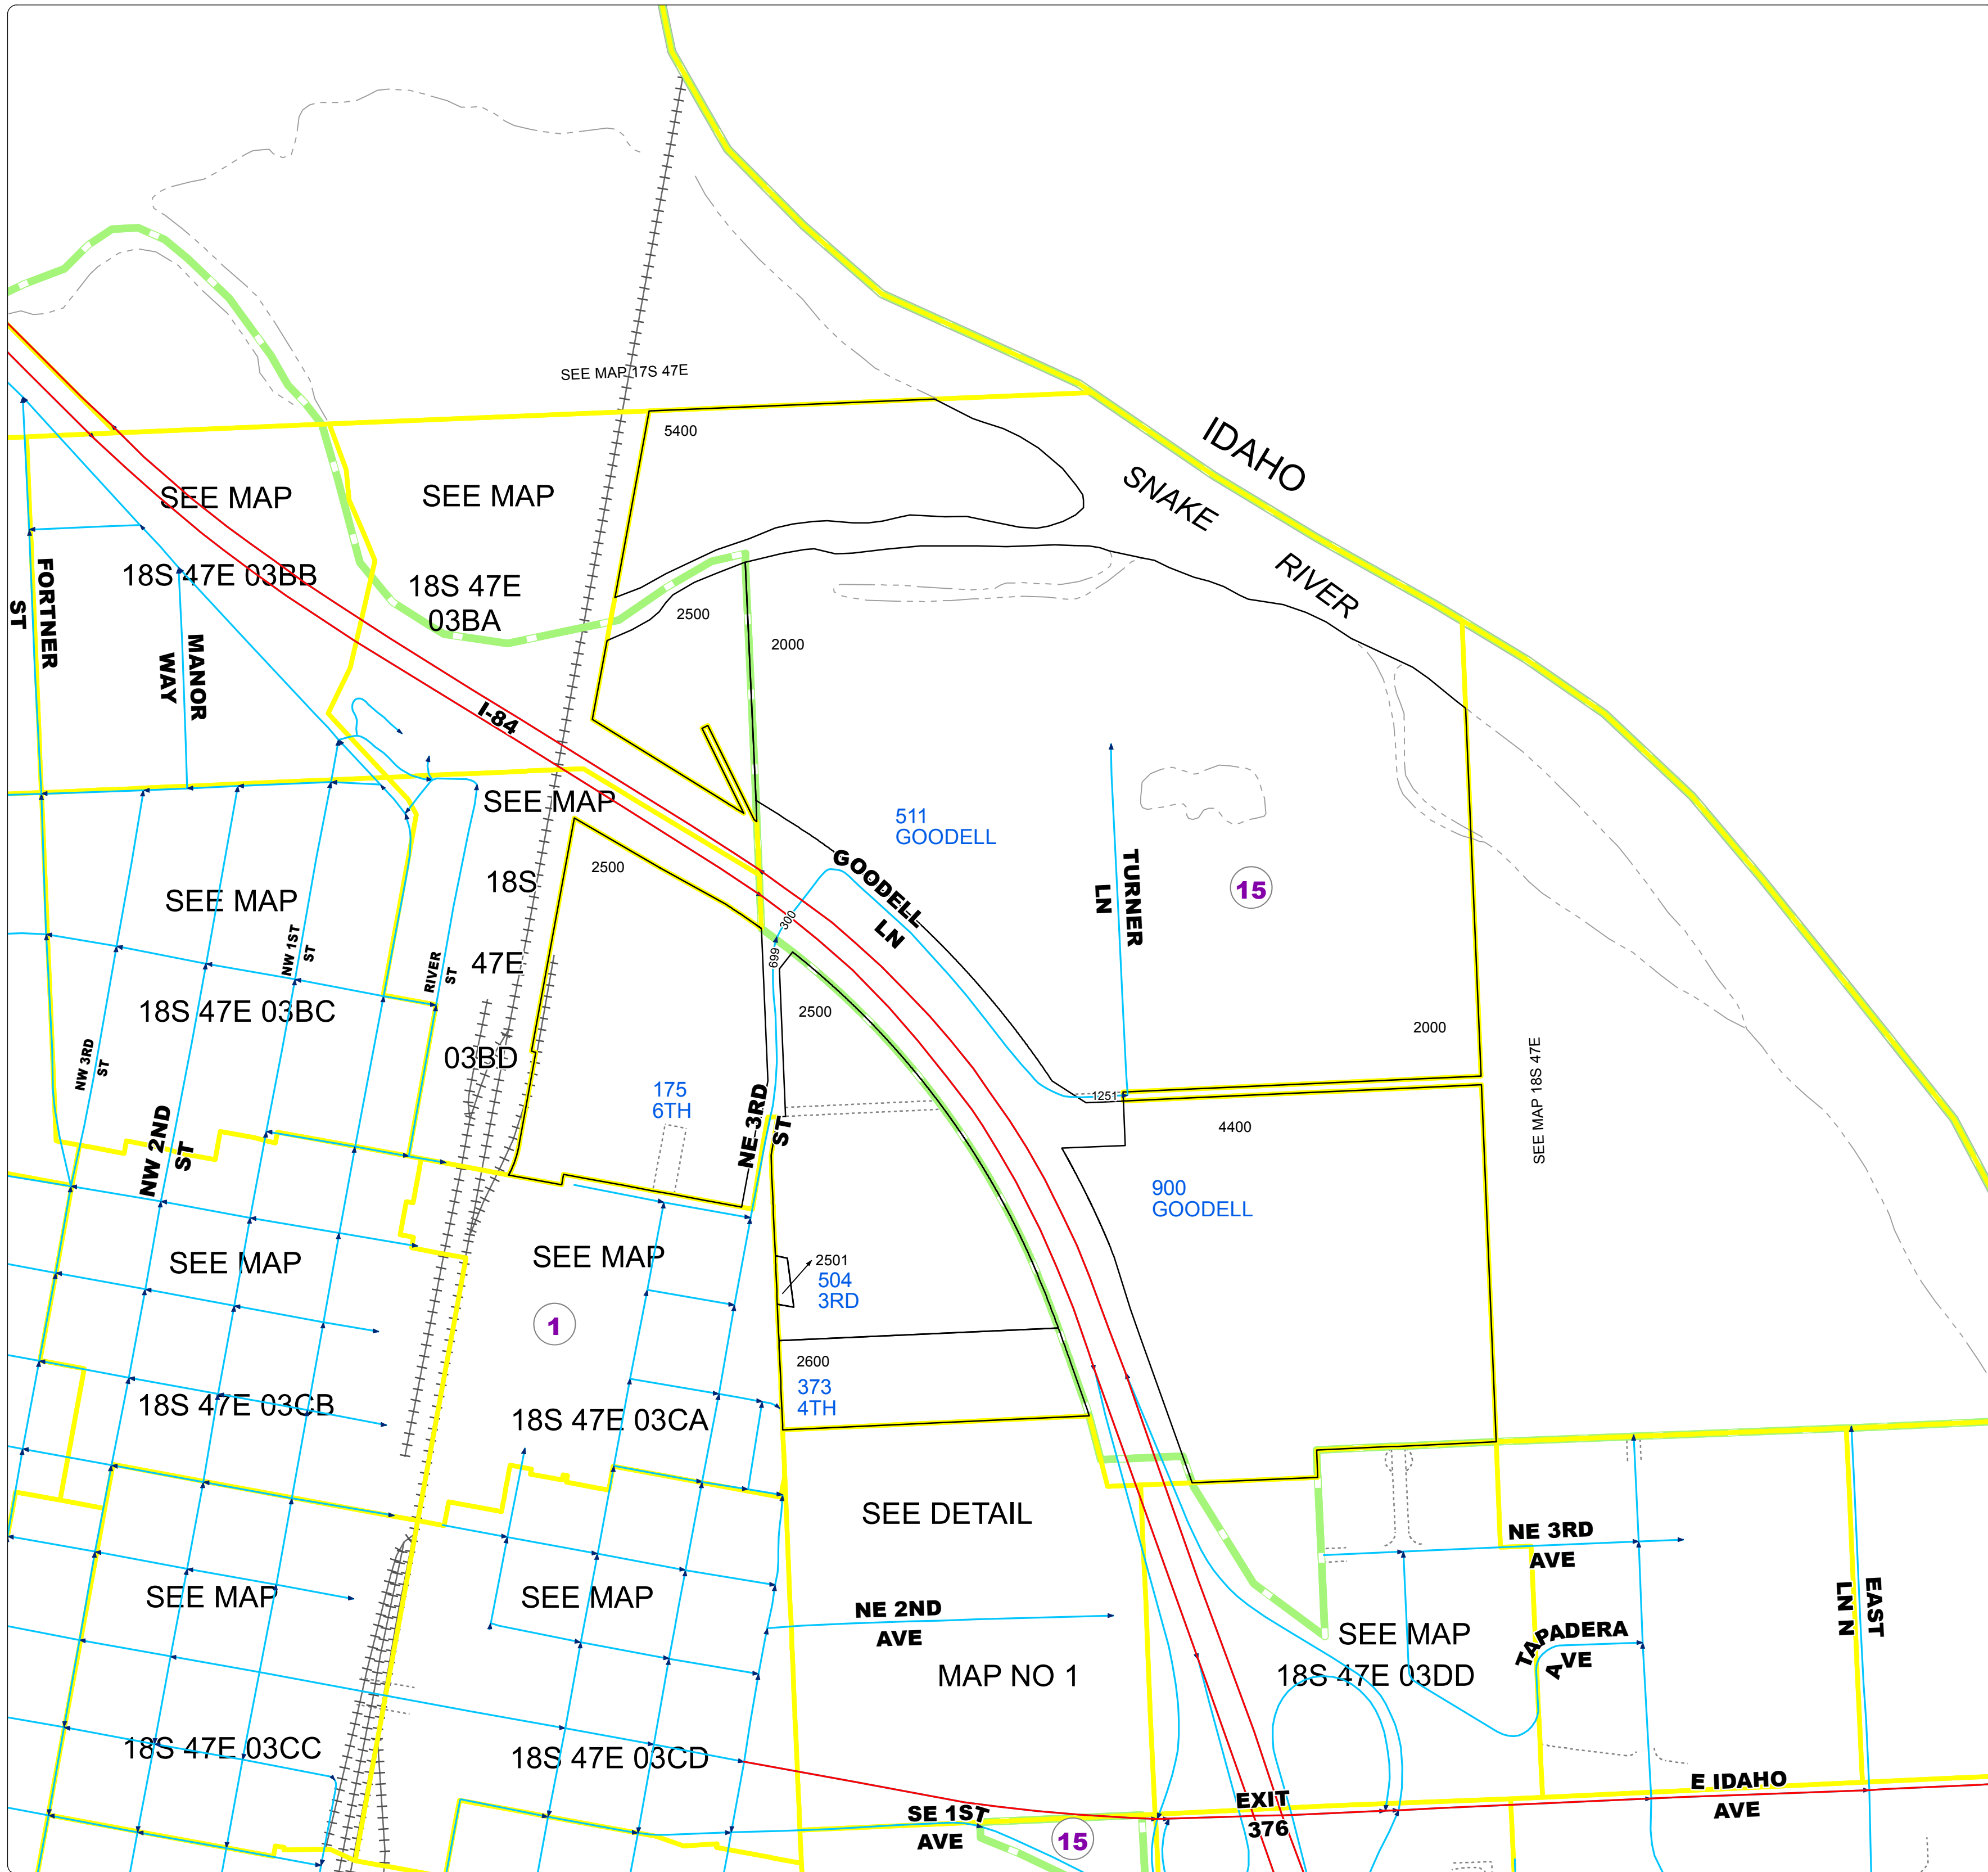 SEE MAP 17S 47E
5400
IDAHO
SNAKE
RIVER
SEE MAP
18S 47E 03BB
SEE MAP
18S 47E
03BA
FORTNER
ST
MANOR
WAY
2500
2000
I-84
SEE MAP
18S
47E
03BD
2500
511
GOODELL
GOODELL
LN
TURNER
LN
15
300
699
SEE MAP
18S 47E 03BC
NW 1ST
ST
RIVER
ST
NW 3RD
ST
NW 2ND
ST
2500
2000
SEE MAP 18S 47E
175
6TH
NE 3RD
ST
1251
4400
900
GOODELL
SEE MAP
18S 47E 03CB
SEE MAP
1
18S 47E 03CA
2501
504
3RD
2600
373
4TH
SEE DETAIL
MAP NO 1
NE 3RD
AVE
NE 2ND
AVE
SEE MAP
18S 47E 03DD
TAPADERA
AVE
EAST
LN N
SEE MAP
18S 47E 03CC
SEE MAP
18S 47E 03CD
SE 1ST
AVE
15
EXIT
376
E IDAHO
AVE